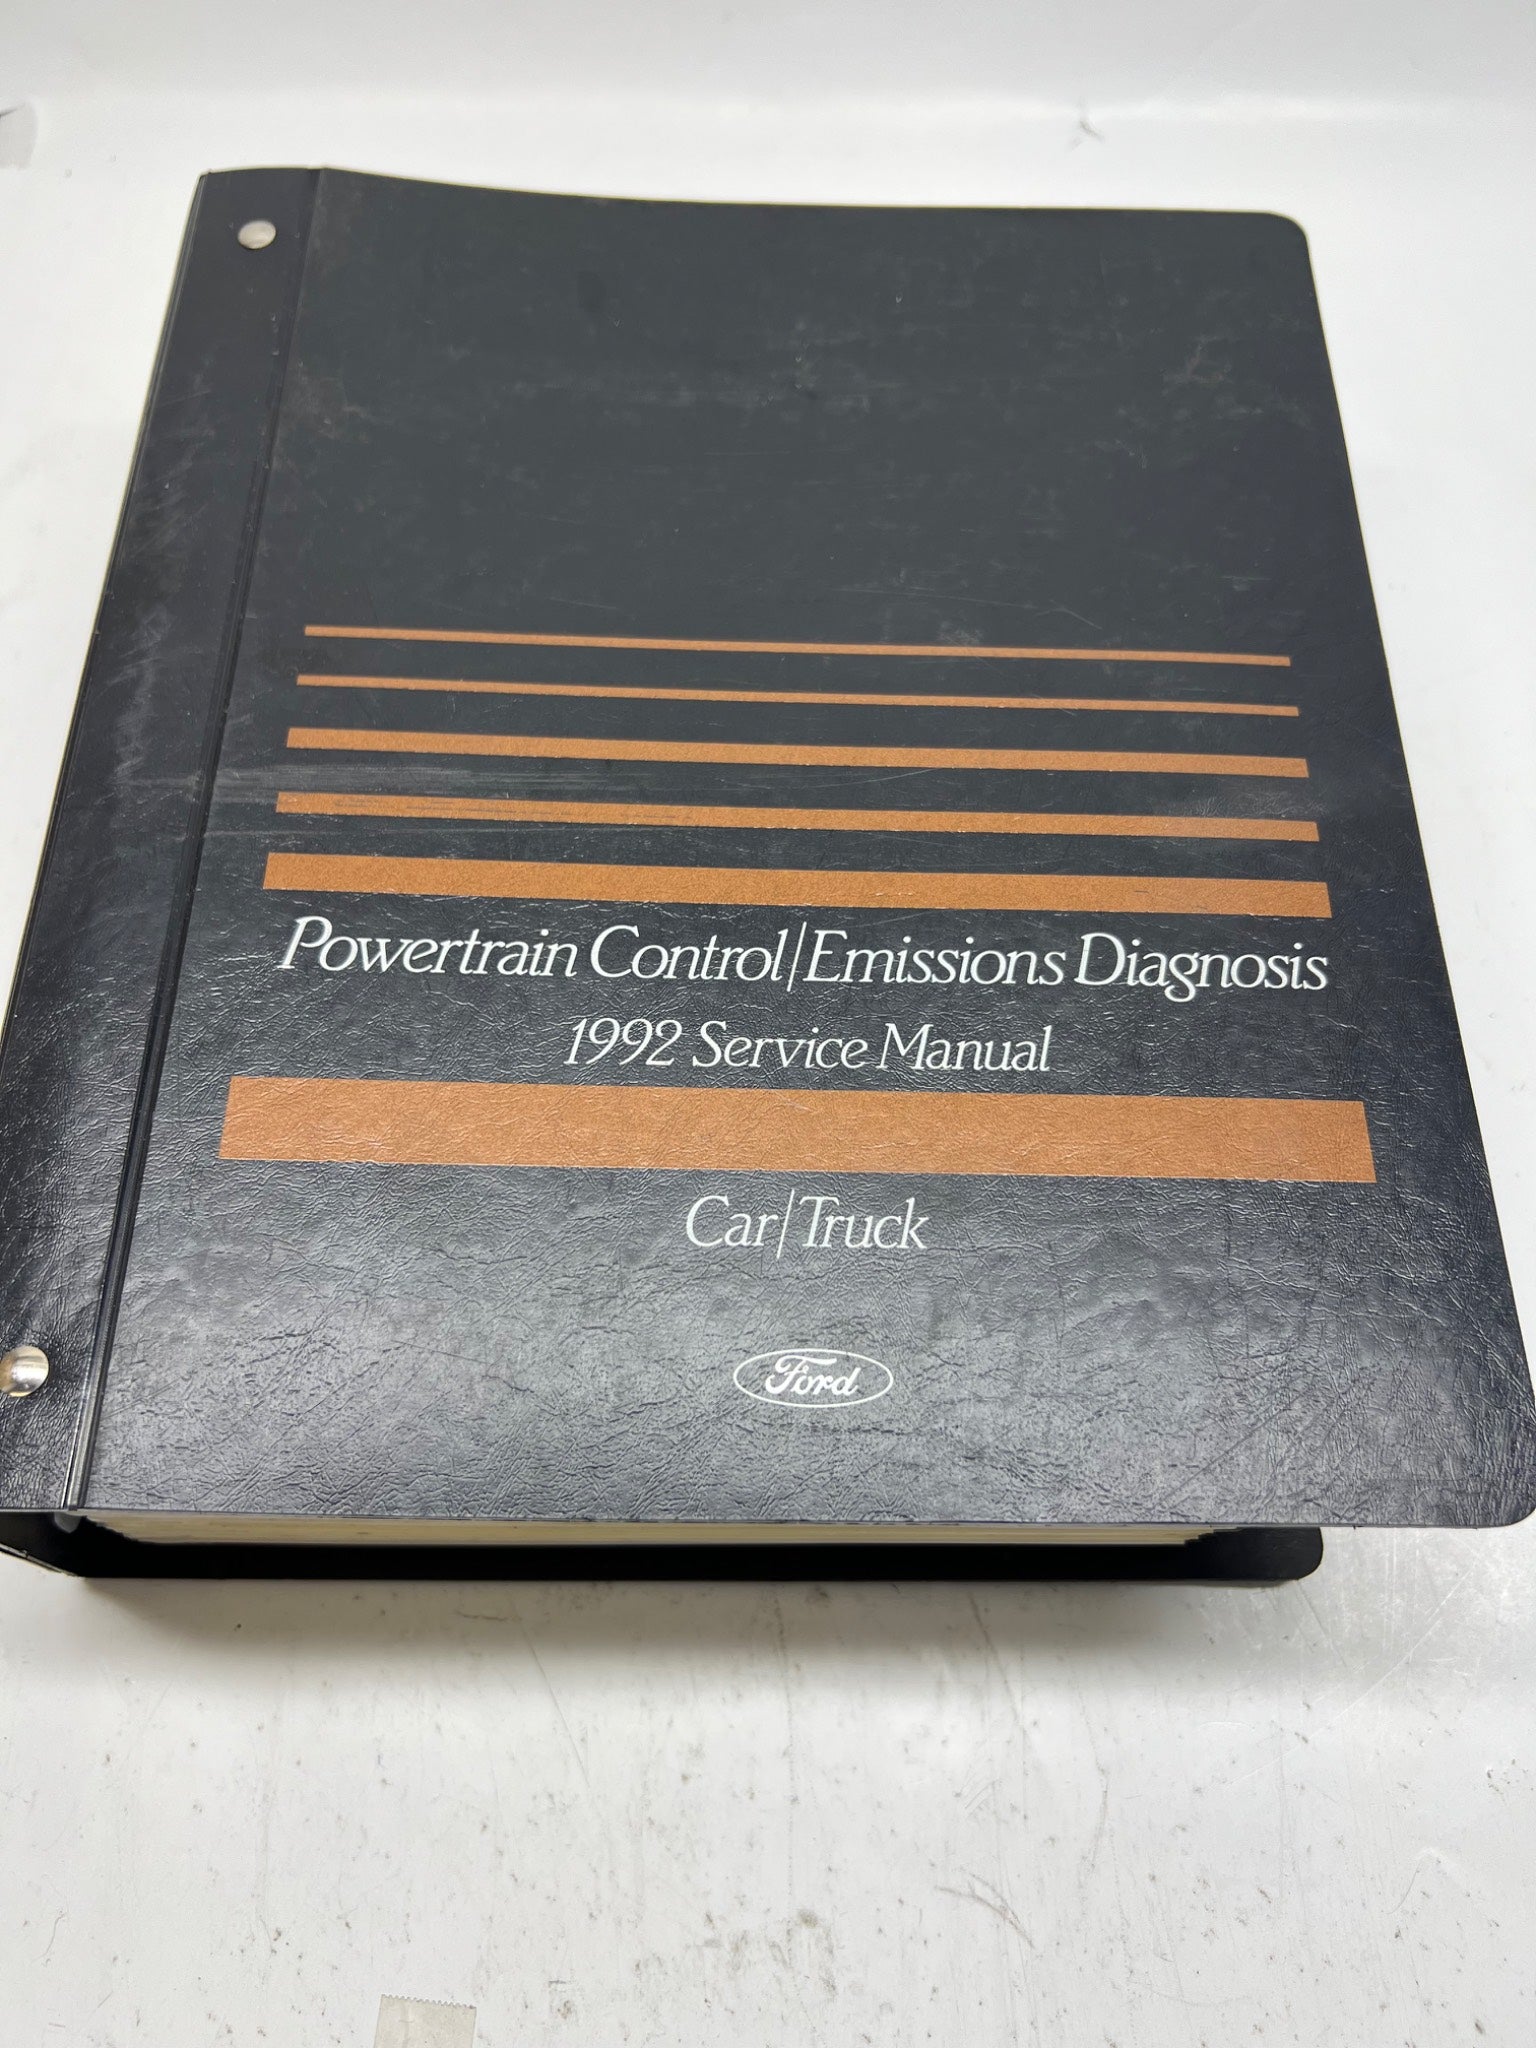 Powertrain Control/Emissions Diagnosis
1992 Service Manual
Car/Truck
Ford